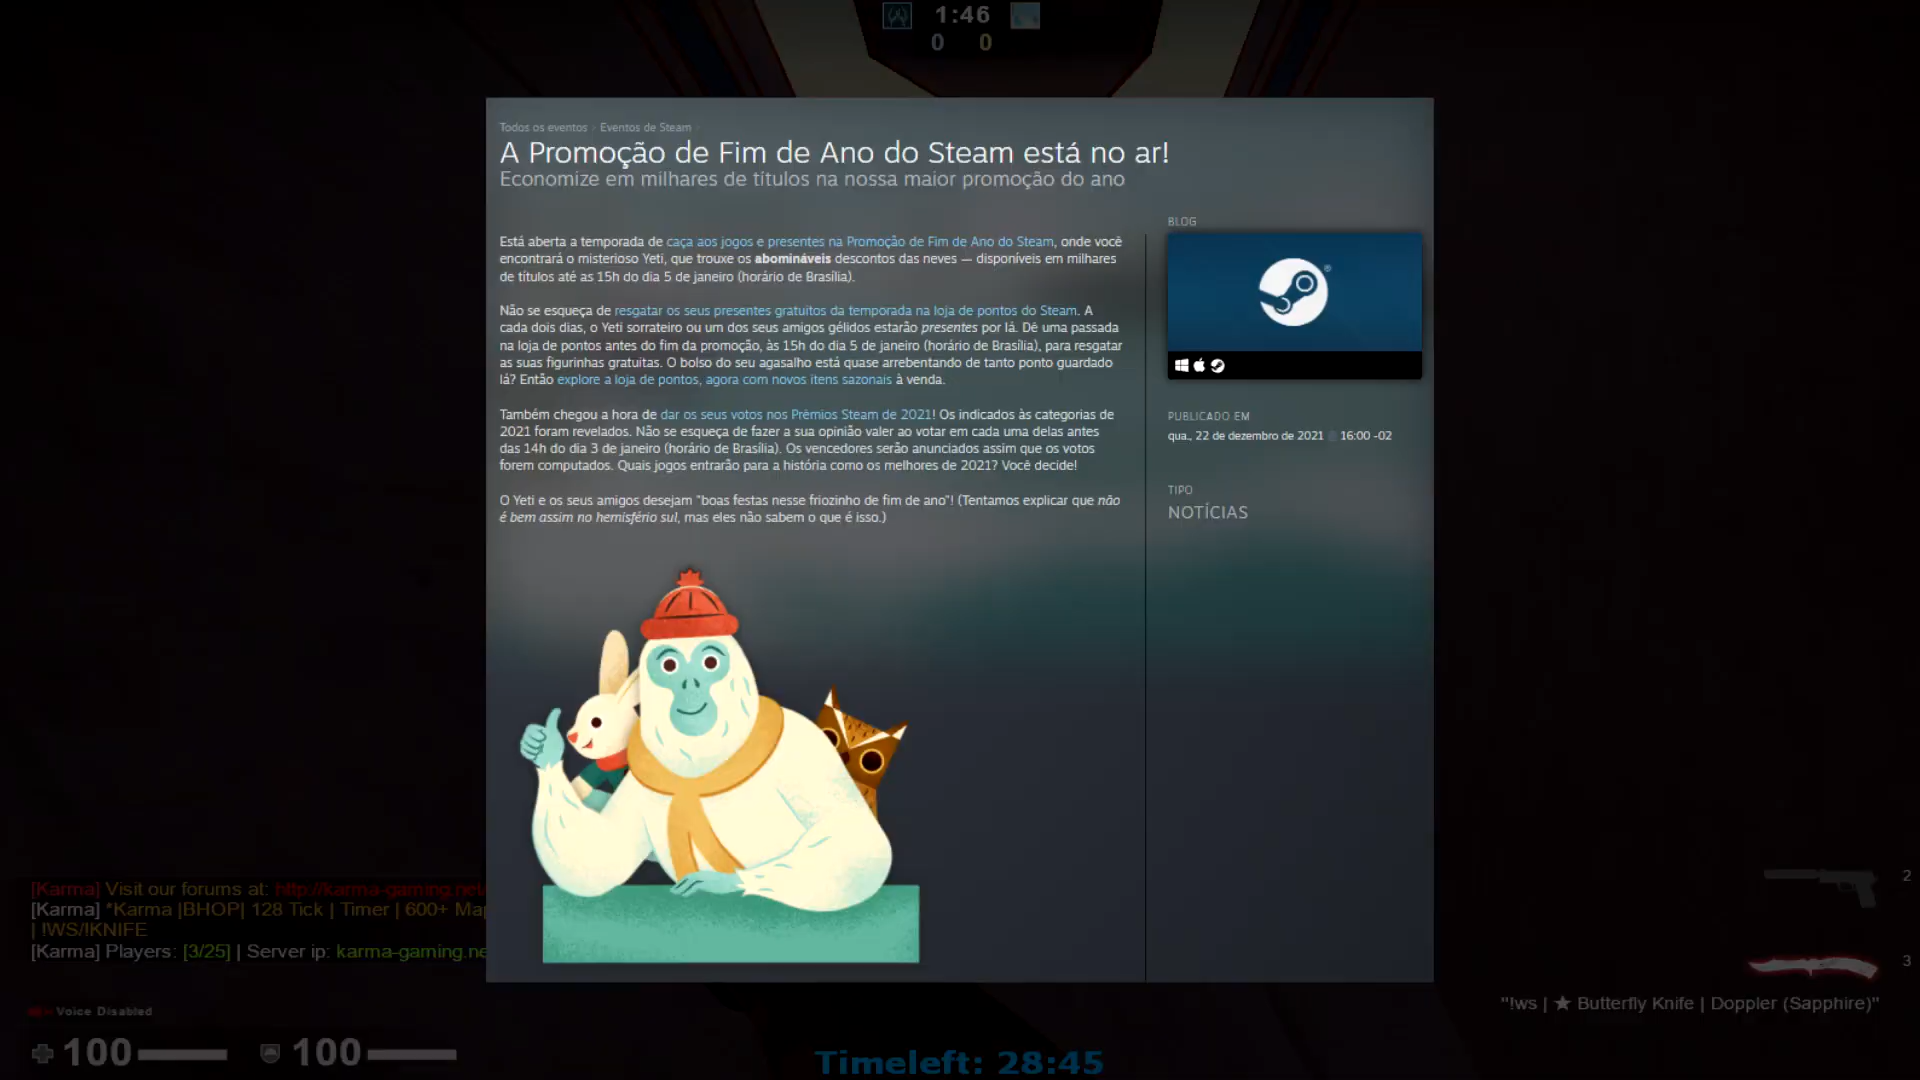 1:46
0 0
Todos os eventos › Eventos de Steam
A Promoção de Fim de Ano do Steam está no ar!
Economize em milhares de títulos na nossa maior promoção do ano
Está aberta a temporada de caça aos jogos e presentes na Promoção de Fim de Ano do Steam, onde você
encontrará o misterioso Yeti, que trouxe os abomináveis descontos das neves — disponíveis em milhares
de títulos até as 15h do dia 5 de janeiro (horário de Brasília).
Não se esqueça de resgatar os seus presentes gratuitos da temporada na loja de pontos do Steam. A
cada dois dias, o Yeti sorrateiro ou um dos seus amigos gélidos estarão presentes por lá. Dê uma passada
na loja de pontos antes do fim da promoção, às 15h do dia 5 de janeiro (horário de Brasília), para resgatar
as suas figurinhas gratuitas. O bolso do seu agasalho está quase arrebentando de tanto ponto guardado
lá? Então explore a loja de pontos, agora com novos itens sazonais à venda.
Também chegou a hora de dar os seus votos nos Prêmios Steam de 2021! Os indicados às categorias de
2021 foram revelados. Não se esqueça de fazer a sua opinião valer ao votar em cada uma delas antes
das 14h do dia 3 de janeiro (horário de Brasília). Os vencedores serão anunciados assim que os votos
forem computados. Quais jogos entrarão para a história como os melhores de 2021? Você decide!
O Yeti e os seus amigos desejam "boas festas nesse friozinho de fim de ano"! (Tentamos explicar que não
é bem assim no hemisfério sul, mas eles não sabem o que é isso.)
BLOG
PUBLICADO EM
qua., 22 de dezembro de 2021 @ 16:00 -02
TIPO
NOTÍCIAS
[Karma] Visit our forums at: http://karma-gaming.net/
[Karma] *Karma |BHOP| 128 Tick | Timer | 600+ Map
| !WS/!KNIFE
[Karma] Players: [3/25] | Server ip: karma-gaming.ne
Voice Disabled
100 100
Timeleft: 28:45
2
3
"!ws | ★ Butterfly Knife | Doppler (Sapphire)"